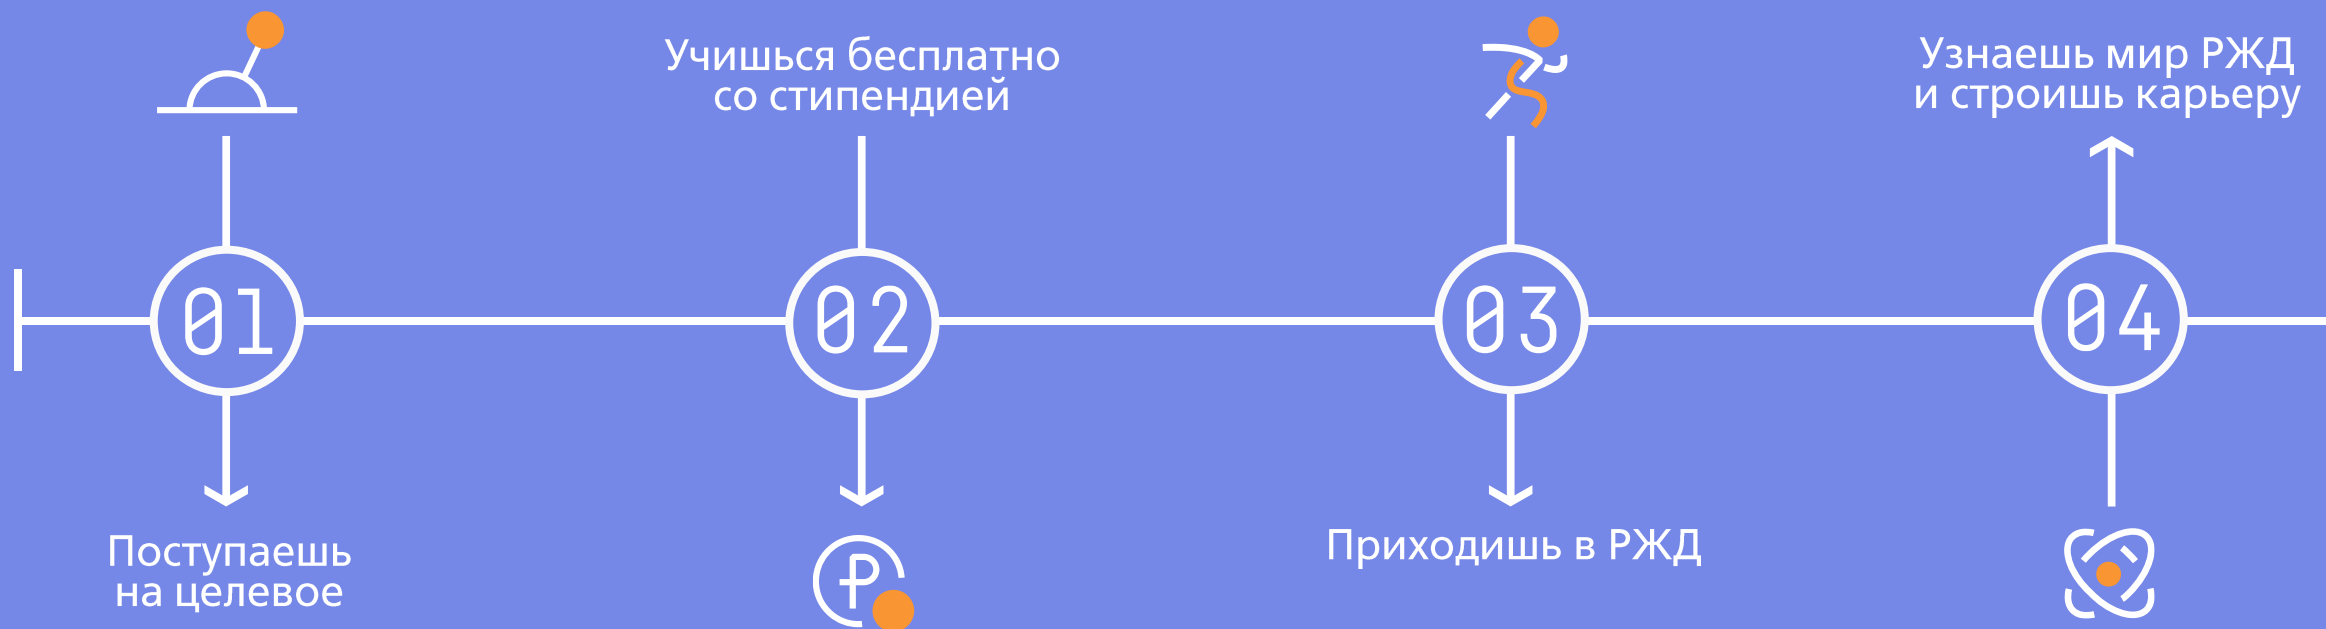 01
Поступаешь
на целевое
Учишься бесплатно
со стипендией
02
₽
03
Приходишь в РЖД
Узнаешь мир РЖД
и строишь карьеру
04